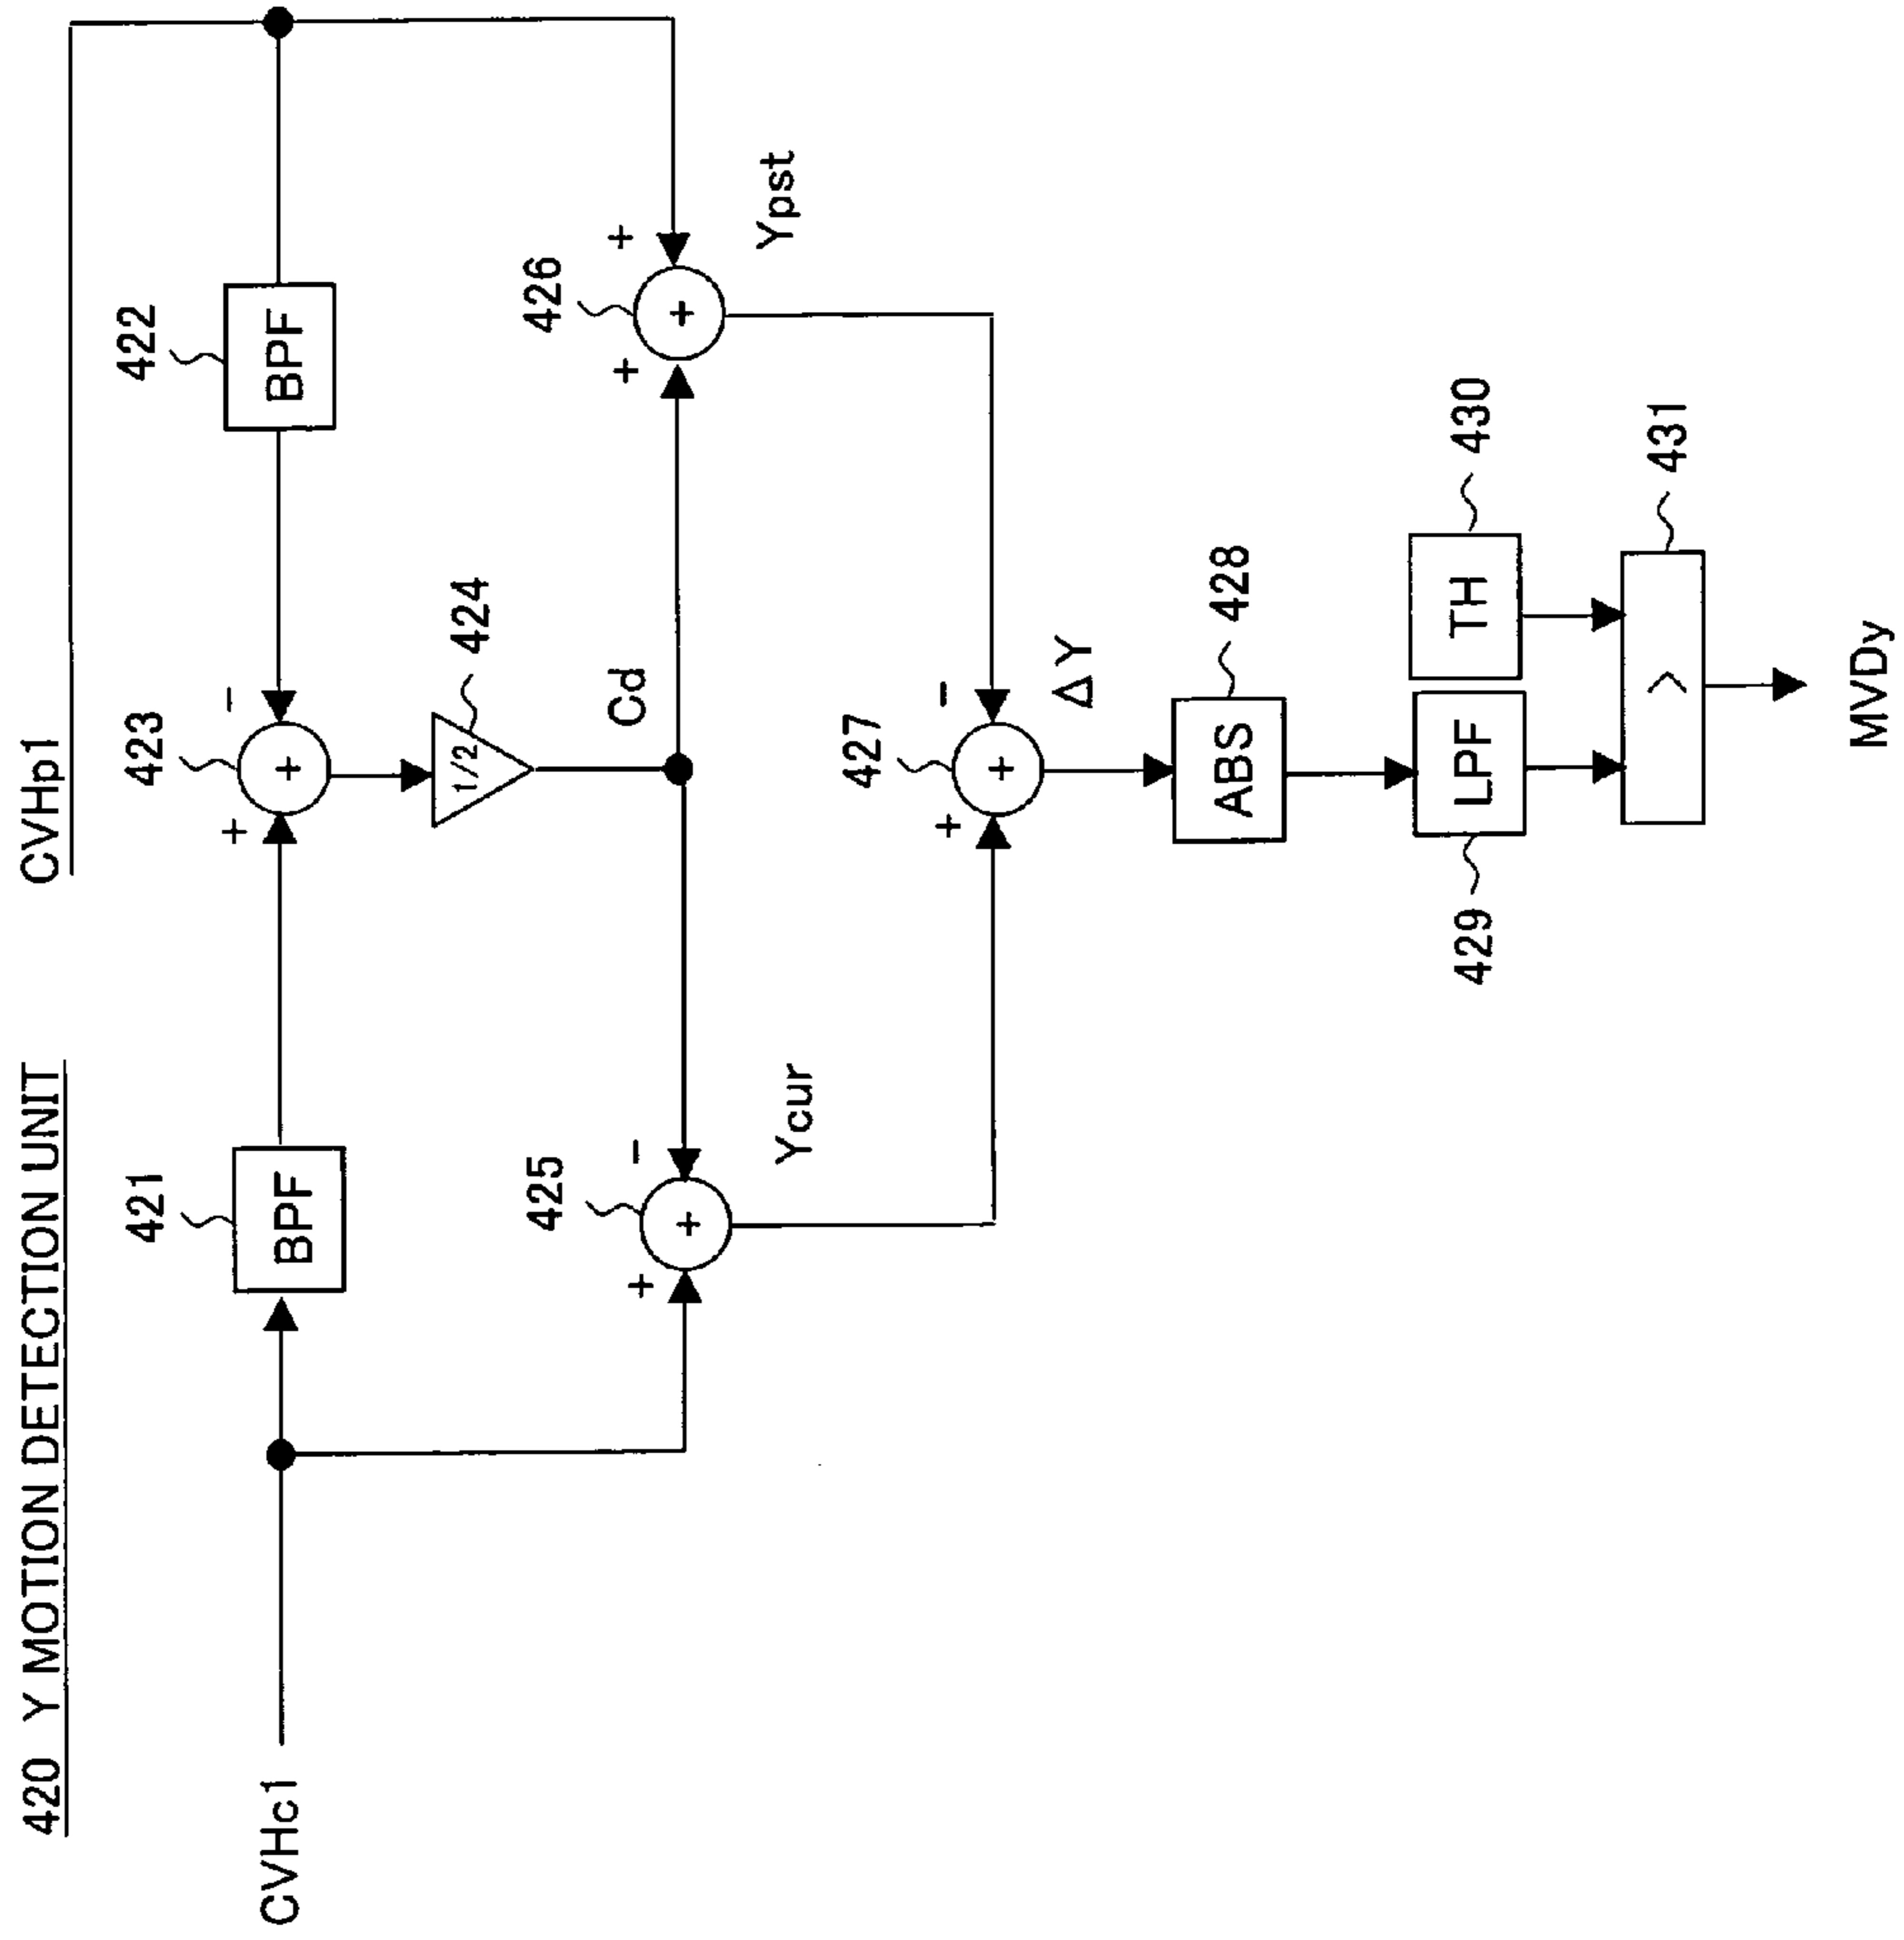 420 Y MOTION DETECTION UNIT
CVHp1
CVHc1
421
BPF
422
BPF
423
+
-
+
424
1/2
Cd
425
+
-
+
Ycur
426
+
+
+
Ypst
427
+
-
+
ΔY
428
ABS
429
LPF
430
TH
431
>
MVDy